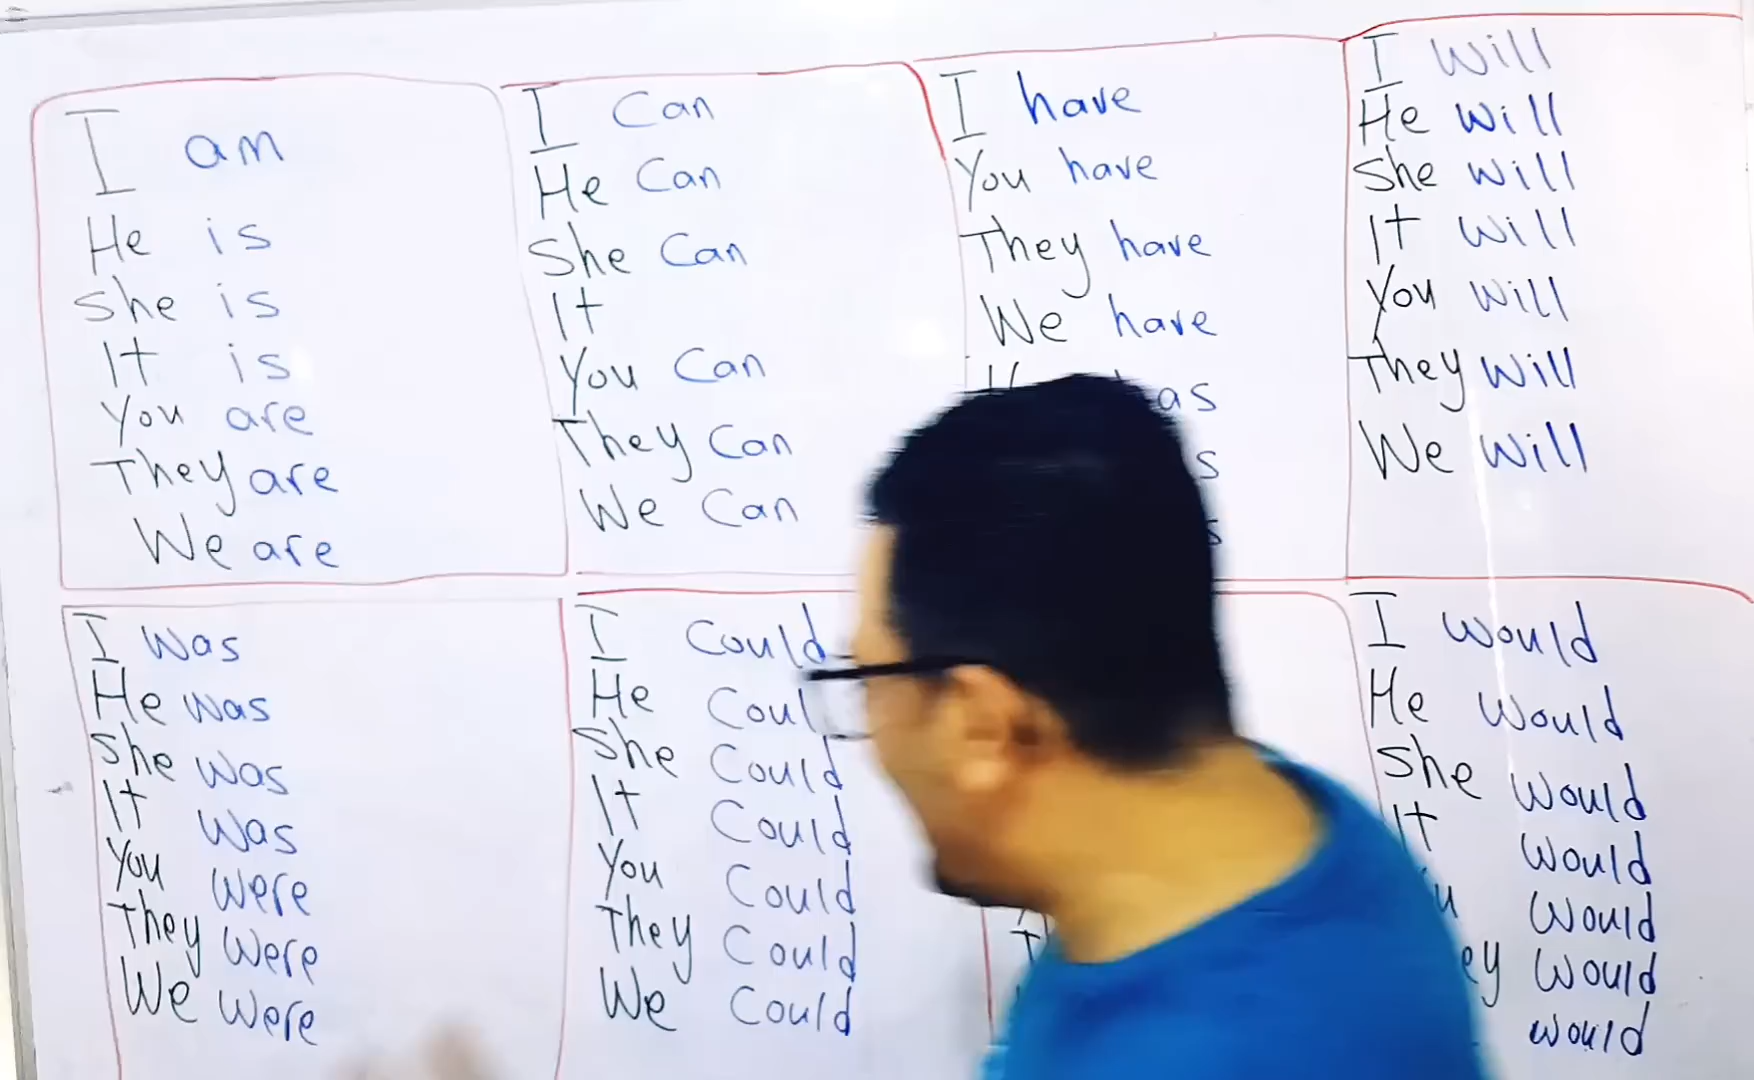 I am
He is
She is
It is
You are
They are
We are
I Can
He Can
She Can
It
You Can
They Can
We Can
I have
You have
They have
We have
I will
He will
She will
It will
You will
They will
We will
I was
He was
She was
It was
You were
They were
We were
I Could
He
She Could
It Could
You Could
They Could
We Could
I would
He would
She would
It would
would
would
would